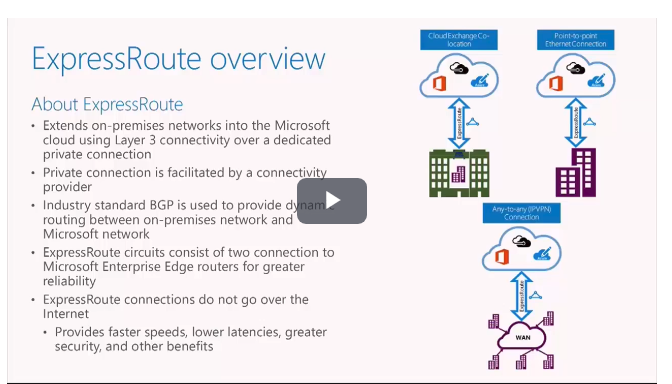 ExpressRoute overview
About ExpressRoute
• Extends on-premises networks into the Microsoft
cloud using Layer 3 connectivity over a dedicated
private connection
• Private connection is facilitated by a connectivity
provider
• Industry standard BGP is used to provide dynamic
routing between on-premises network and
Microsoft network
• ExpressRoute circuits consist of two connection to
Microsoft Enterprise Edge routers for greater
reliability
• ExpressRoute connections do not go over the
Internet
• Provides faster speeds, lower latencies, greater
security, and other benefits
Cloud Exchange Co-
location
ExpressRoute
Point-to-point
Ethernet Connection
ExpressRoute
Any-to-any (IPVPN)
Connection
ExpressRoute
WAN